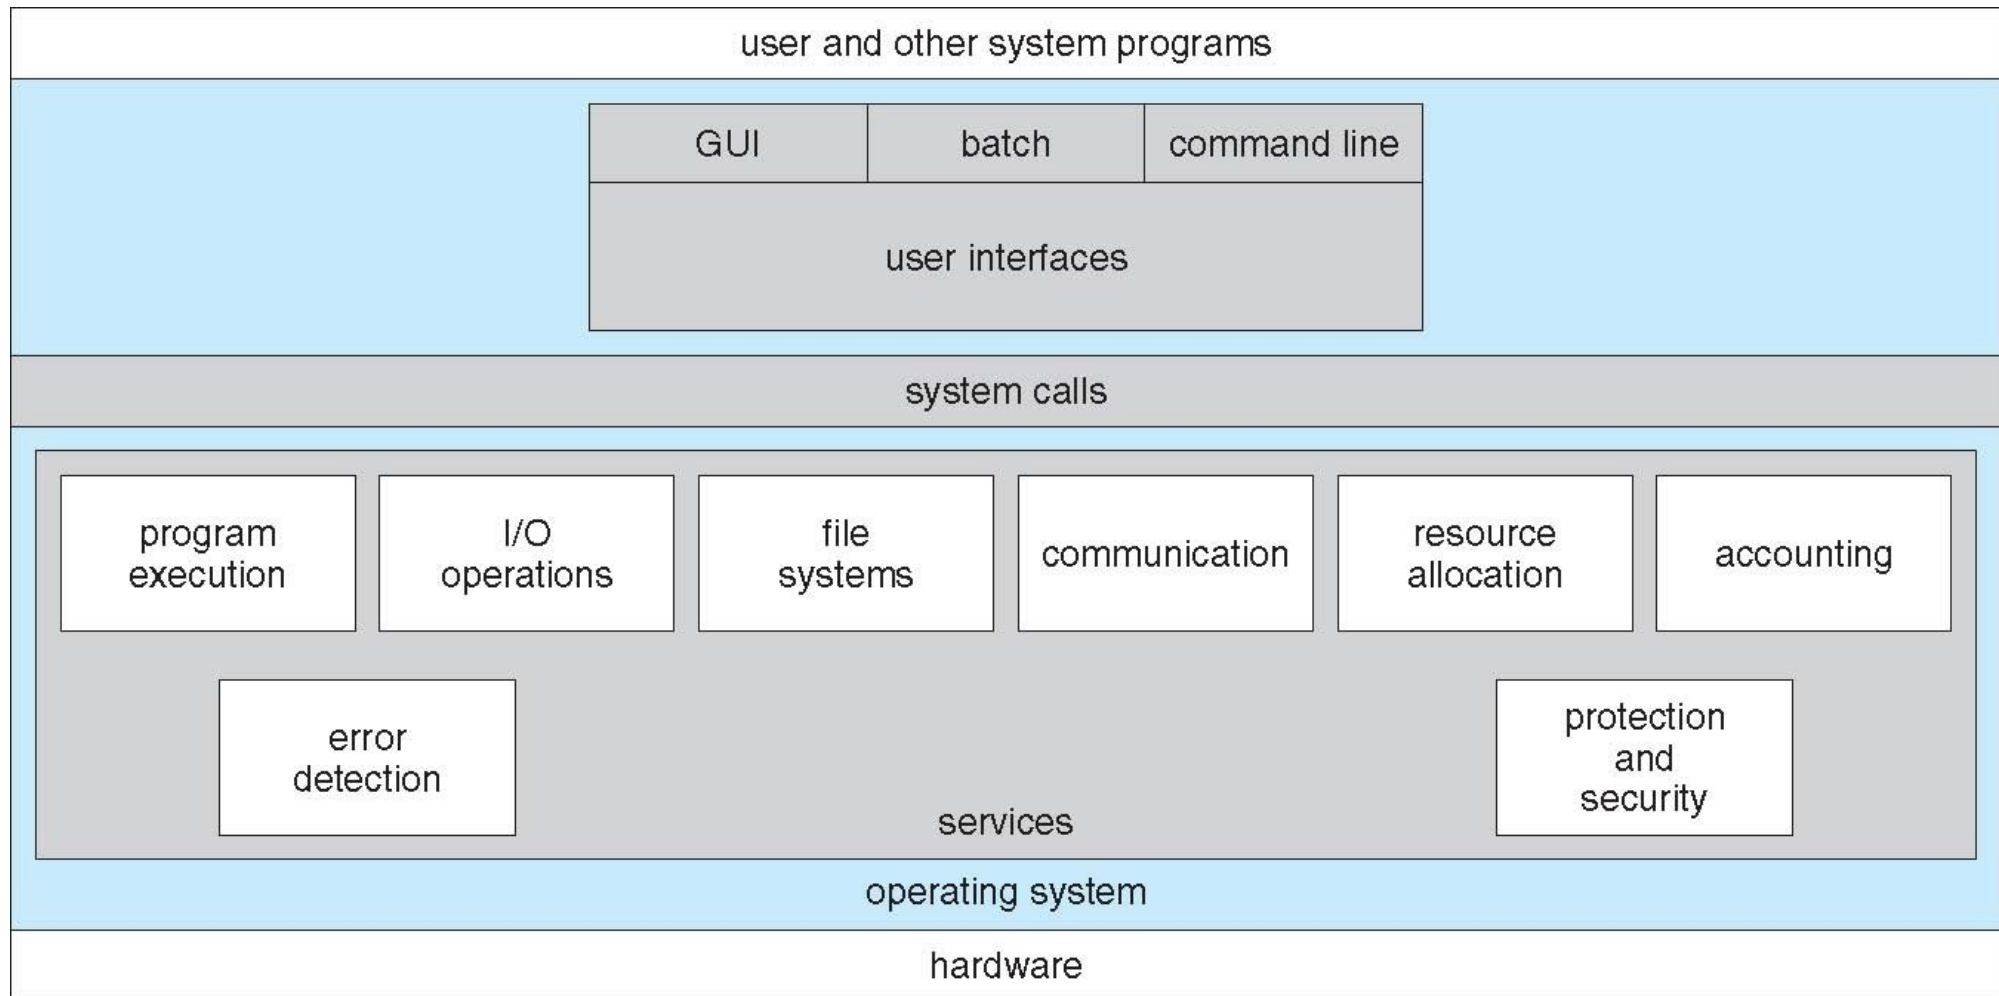 user and other system programs
GUI
batch
command line
user interfaces
system calls
program
execution
I/O
operations
file
systems
communication
resource
allocation
accounting
error
detection
protection
and
security
services
operating system
hardware